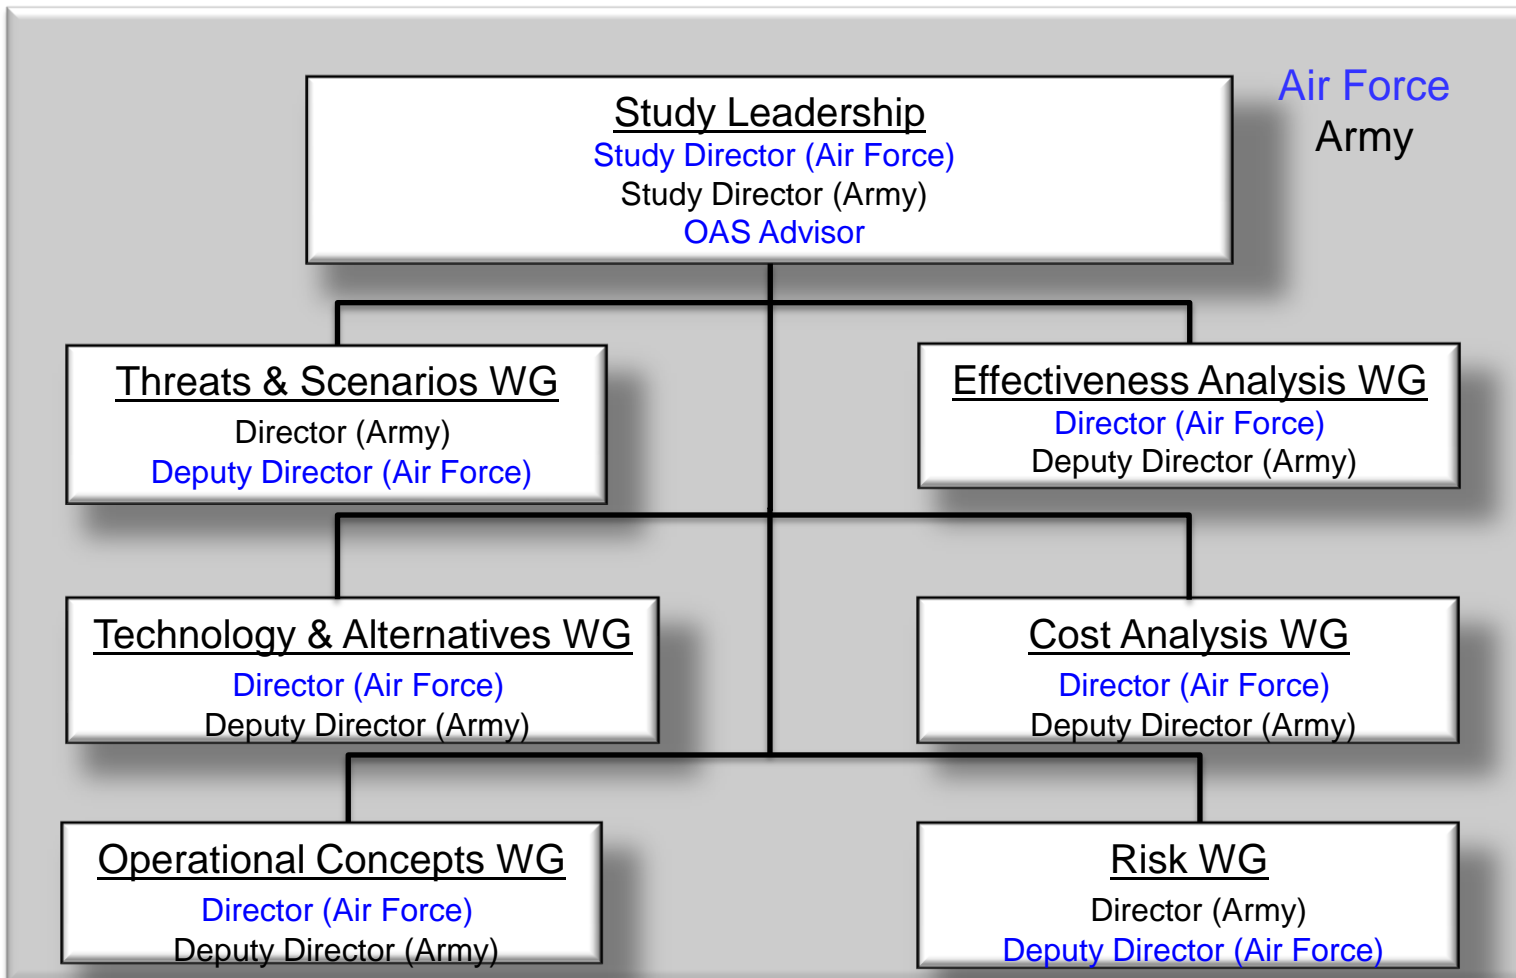 Air Force
Army
Study Leadership
Study Director (Air Force)
Study Director (Army)
OAS Advisor
Threats & Scenarios WG
Director (Army)
Deputy Director (Air Force)
Effectiveness Analysis WG
Director (Air Force)
Deputy Director (Army)
Technology & Alternatives WG
Director (Air Force)
Deputy Director (Army)
Cost Analysis WG
Director (Air Force)
Deputy Director (Army)
Operational Concepts WG
Director (Air Force)
Deputy Director (Army)
Risk WG
Director (Army)
Deputy Director (Air Force)